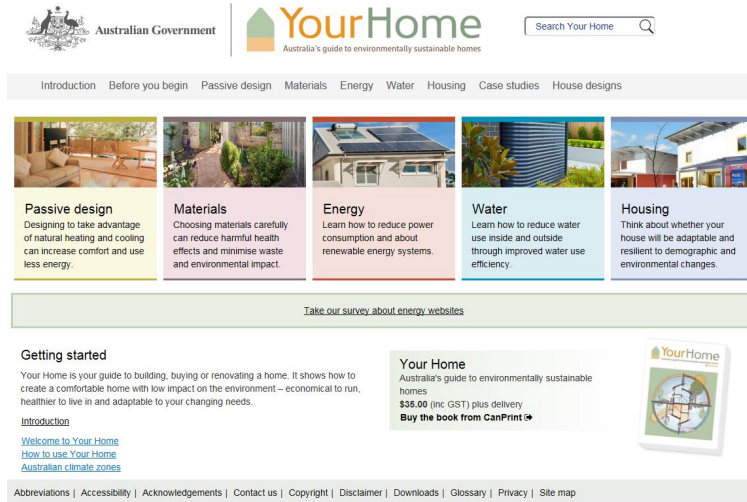 Australian Government
YourHome
Australia's guide to environmentally sustainable homes
Search Your Home
Introduction Before you begin Passive design Materials Energy Water Housing Case studies House designs
Passive design
Designing to take advantage
of natural heating and cooling
can increase comfort and use
less energy.
Materials
Choosing materials carefully
can reduce harmful health
effects and minimise waste
and environmental impact.
Energy
Learn how to reduce power
consumption and about
renewable energy systems.
Water
Learn how to reduce water
use inside and outside
through improved water use
efficiency.
Housing
Think about whether your
house will be adaptable and
resilient to demographic and
environmental changes.
Take our survey about energy websites
Getting started
Your Home is your guide to building, buying or renovating a home. It shows how to
create a comfortable home with low impact on the environment – economical to run,
healthier to live in and adaptable to your changing needs.
Introduction
Welcome to Your Home
How to use Your Home
Australian climate zones
Your Home
Australia's guide to environmentally sustainable
homes
$35.00 (inc GST) plus delivery
Buy the book from CanPrint
YourHome
Abbreviations | Accessibility | Acknowledgements | Contact us | Copyright | Disclaimer | Downloads | Glossary | Privacy | Site map